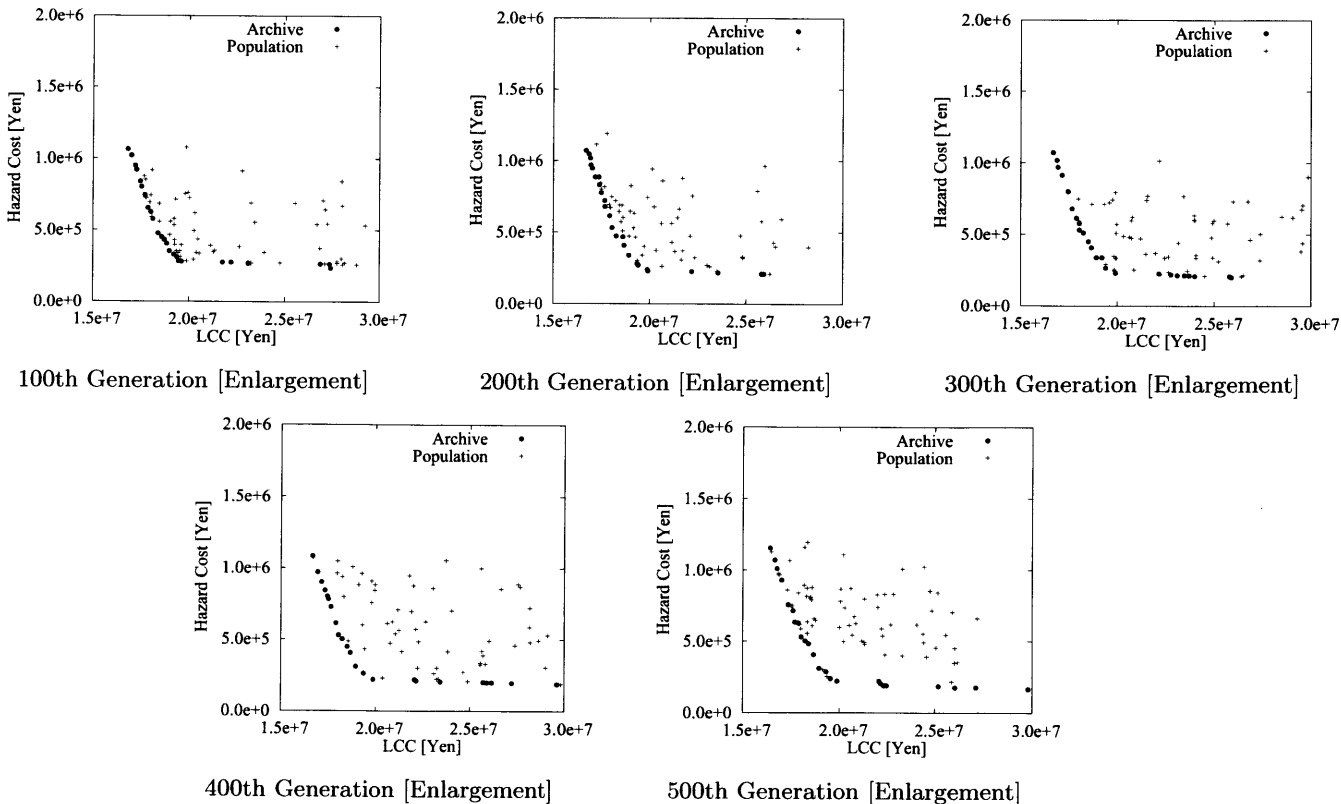 2.0e+6
1.5e+6
1.0e+6
5.0e+5
0.0e+0
Hazard Cost [Yen]
Archive
Population
1.5e+7 2.0e+7 2.5e+7 3.0e+7
LCC [Yen]
100th Generation [Enlargement]
2.0e+6
1.5e+6
1.0e+6
5.0e+5
0.0e+0
Hazard Cost [Yen]
Archive
Population
1.5e+7 2.0e+7 2.5e+7 3.0e+7
LCC [Yen]
200th Generation [Enlargement]
2.0e+6
1.5e+6
1.0e+6
5.0e+5
0.0e+0
Hazard Cost [Yen]
Archive
Population
1.5e+7 2.0e+7 2.5e+7 3.0e+7
LCC [Yen]
300th Generation [Enlargement]
2.0e+6
1.5e+6
1.0e+6
5.0e+5
0.0e+0
Hazard Cost [Yen]
Archive
Population
1.5e+7 2.0e+7 2.5e+7 3.0e+7
LCC [Yen]
400th Generation [Enlargement]
2.0e+6
1.5e+6
1.0e+6
5.0e+5
0.0e+0
Hazard Cost [Yen]
Archive
Population
1.5e+7 2.0e+7 2.5e+7 3.0e+7
LCC [Yen]
500th Generation [Enlargement]